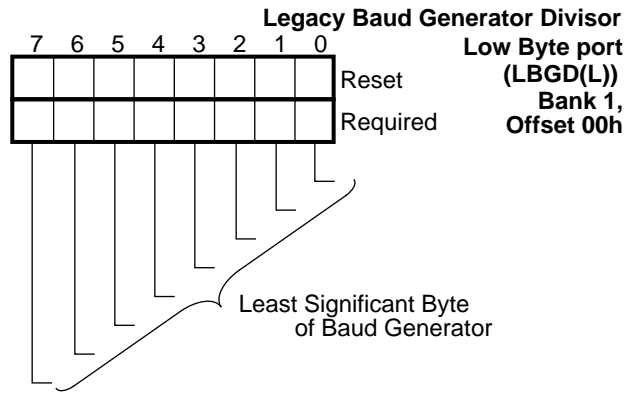 Legacy Baud Generator Divisor
Low Byte port
(LBGD(L))
Bank 1,
Offset 00h
7 6 5 4 3 2 1 0
Reset
Required
Least Significant Byte
of Baud Generator